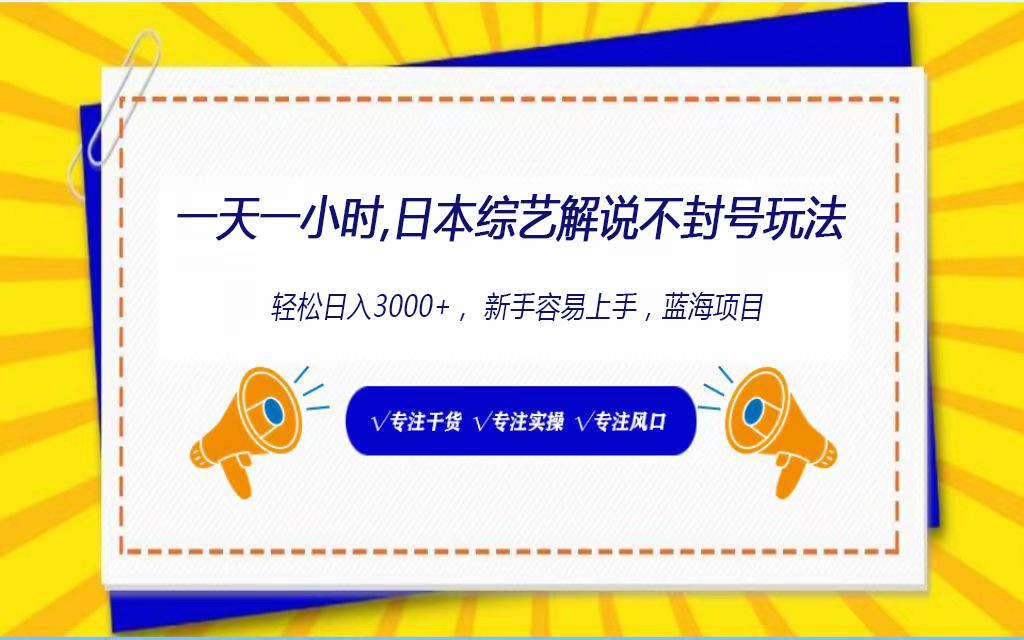 一天一小时,日本综艺解说不封号玩法
轻松日入3000+，新手容易上手，蓝海项目
√专注干货 √专注实操 √专注风口